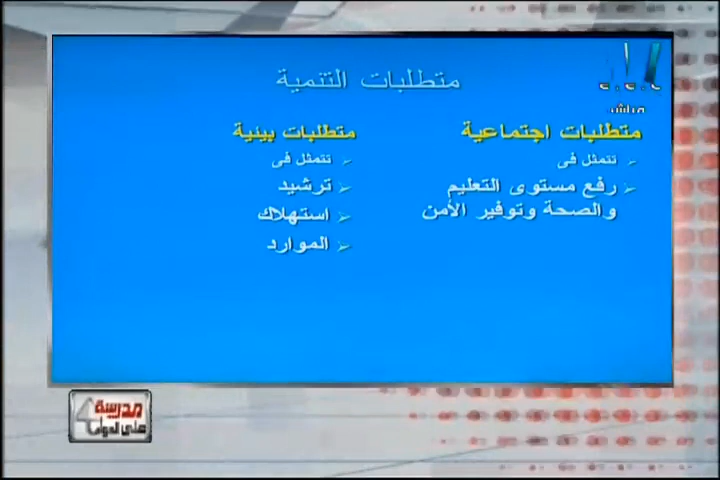 متطلبات التنمية
مباشر
متطلبات اجتماعية
تتمثل فى
رفع مستوى التعليم
والصحة وتوفير الأمن
متطلبات بيئية
تتمثل فى
ترشيد
استهلاك
الموارد
مدرسة
على الهواء